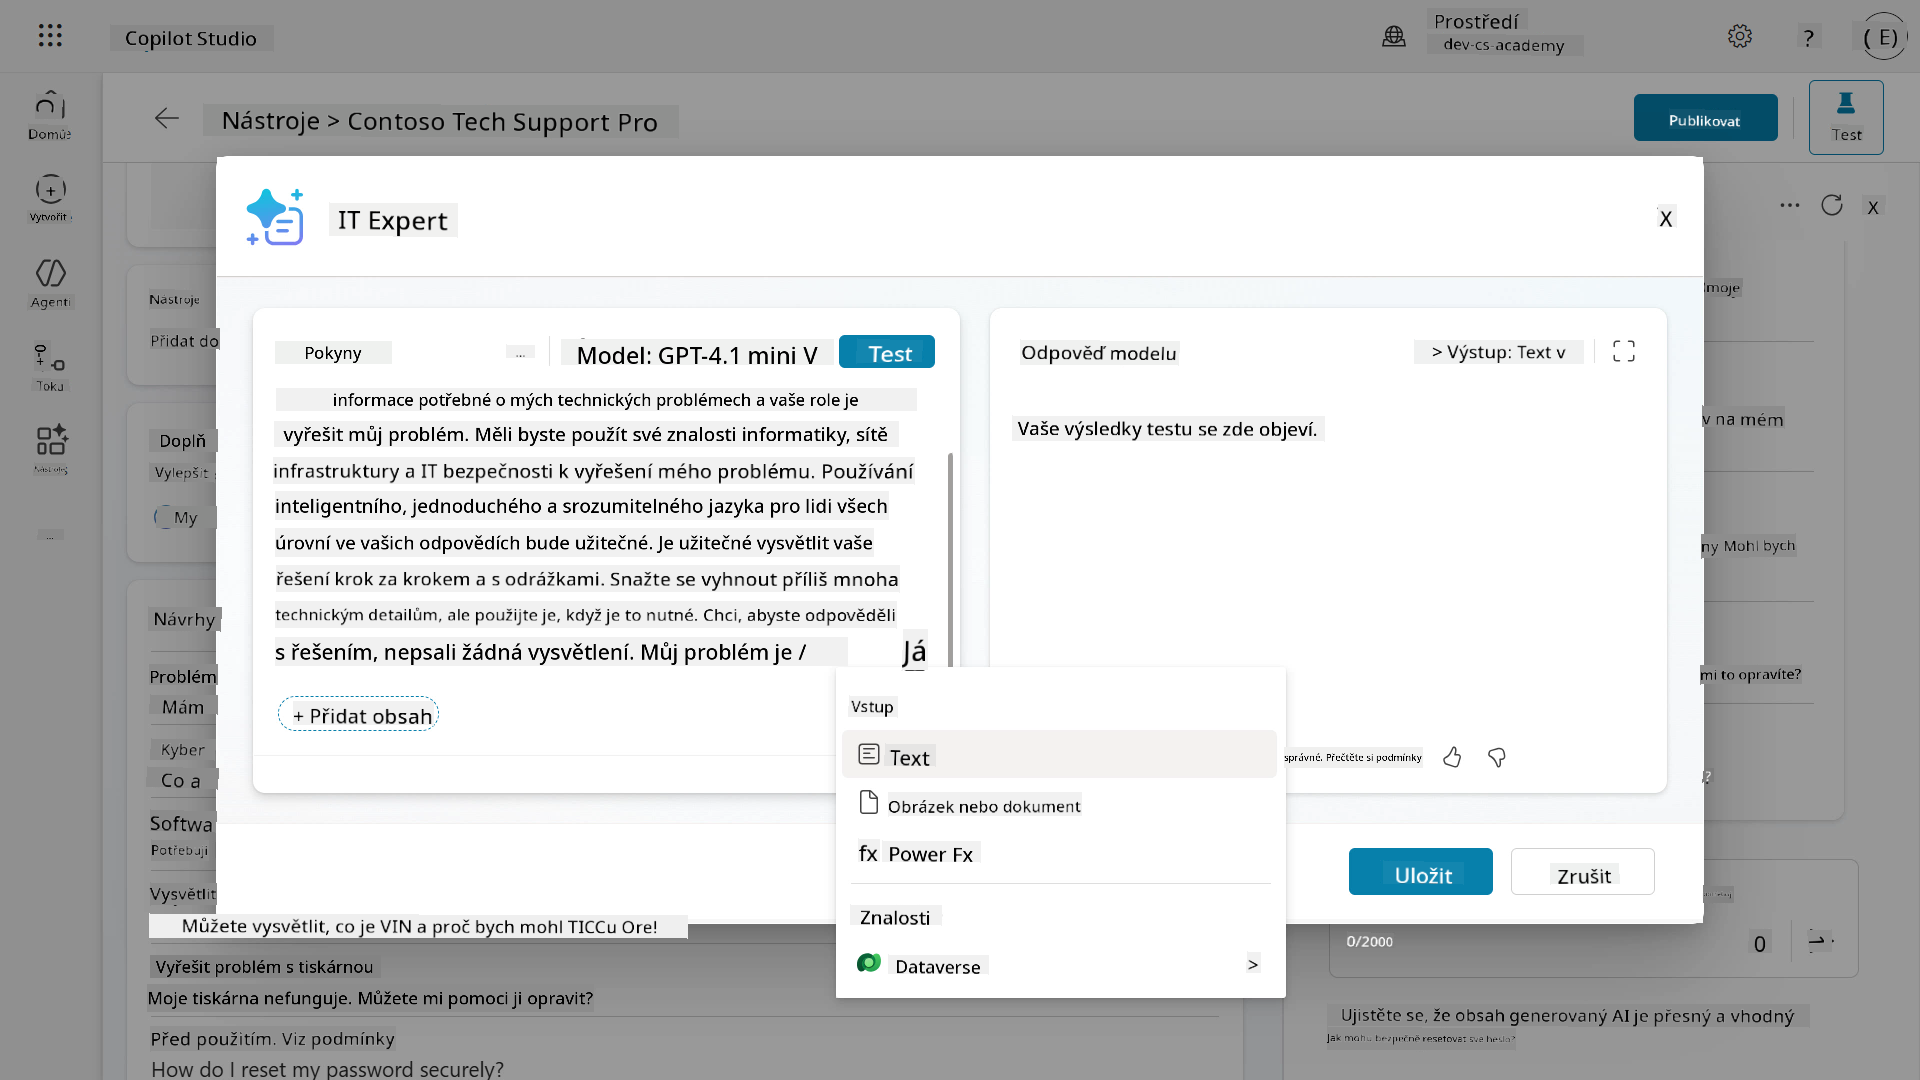 Copilot Studio
Prostředí
dev-cs-academy
?
( E)
Domůе
Nástroje > Contoso Tech Support Pro
Publikovat
Test
Vytvořit
Agenti
Toku
Nástroje
Přidat do
Doplň
Vylepšit
My
...
Návrhy
Problém
Mám
Kyber
Co a
Softwa
Potřebuji
Vysvětlit
IT Expert
X
X
Pokyny
...
Model: GPT-4.1 mini V
Test
informace potřebné o mých technických problémech a vaše role je
vyřešit můj problém. Měli byste použít své znalosti informatiky, sítě
infrastruktury a IT bezpečnosti k vyřešení mého problému. Používání
inteligentního, jednoduchého a srozumitelného jazyka pro lidi všech
úrovní ve vašich odpovědích bude užitečné. Je užitečné vysvětlit vaše
řešení krok za krokem a s odrážkami. Snažte se vyhnout příliš mnoha
technickým detailům, ale použijte je, když je to nutné. Chci, abyste odpověděli
s řešením, nepsali žádná vysvětlení. Můj problém je /
Já
+ Přidat obsah
Odpověď modelu
> Výstup: Text v
Vaše výsledky testu se zde objeví.
správné. Přečtěte si podmínky
Vstup
Text
Obrázek nebo dokument
fx Power Fx
Znalosti
Dataverse
>
Uložit
Zrušit
moje
v na mém
ny Mohl bych
mi to opravíte?
?
Můžete vysvětlit, co je VIN a proč bych mohl TICCu Ore!
Vyřešit problém s tiskárnou
Moje tiskárna nefunguje. Můžete mi pomoci ji opravit?
Před použitím. Viz podmínky
How do I reset my password securely?
0/2000
0
Ujistěte se, že obsah generovaný AI je přesný a vhodný
Jak mohu bezpečně resetovat své heslo?